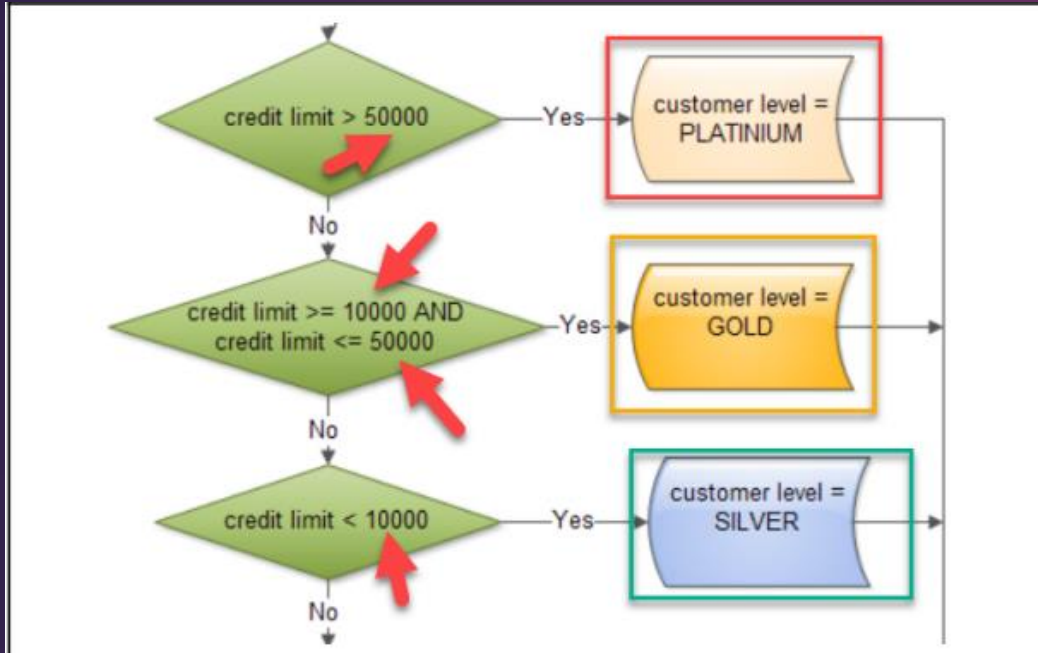 credit limit > 50000
Yes
customer level =
PLATINIUM
No
credit limit >= 10000 AND
credit limit <= 50000
Yes
customer level =
GOLD
No
credit limit < 10000
Yes
customer level =
SILVER
No